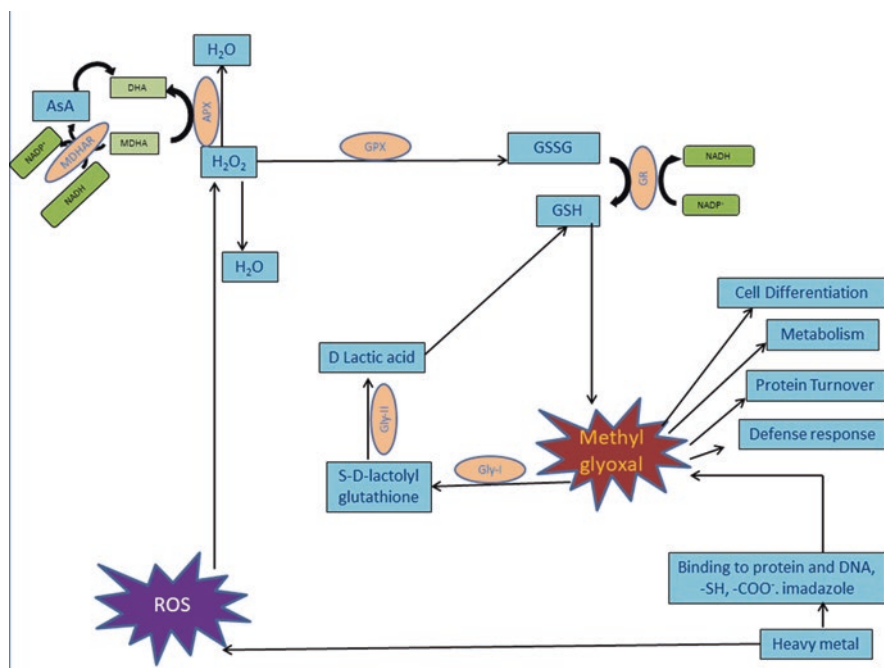 H₂O
AsA
DHA
APX
NADP⁺
MDHAR
MDHA
NADH
H₂O₂
GPX
GSSG
GR
NADH
NADP⁺
GSH
H₂O
Cell Differentiation
Metabolism
Protein Turnover
Defense response
D Lactic acid
Gly-II
Methyl
glyoxal
Gly-I
S-D-lactolyl
glutathione
Binding to protein and DNA,
-SH, -COO⁻. imadazole
ROS
Heavy metal